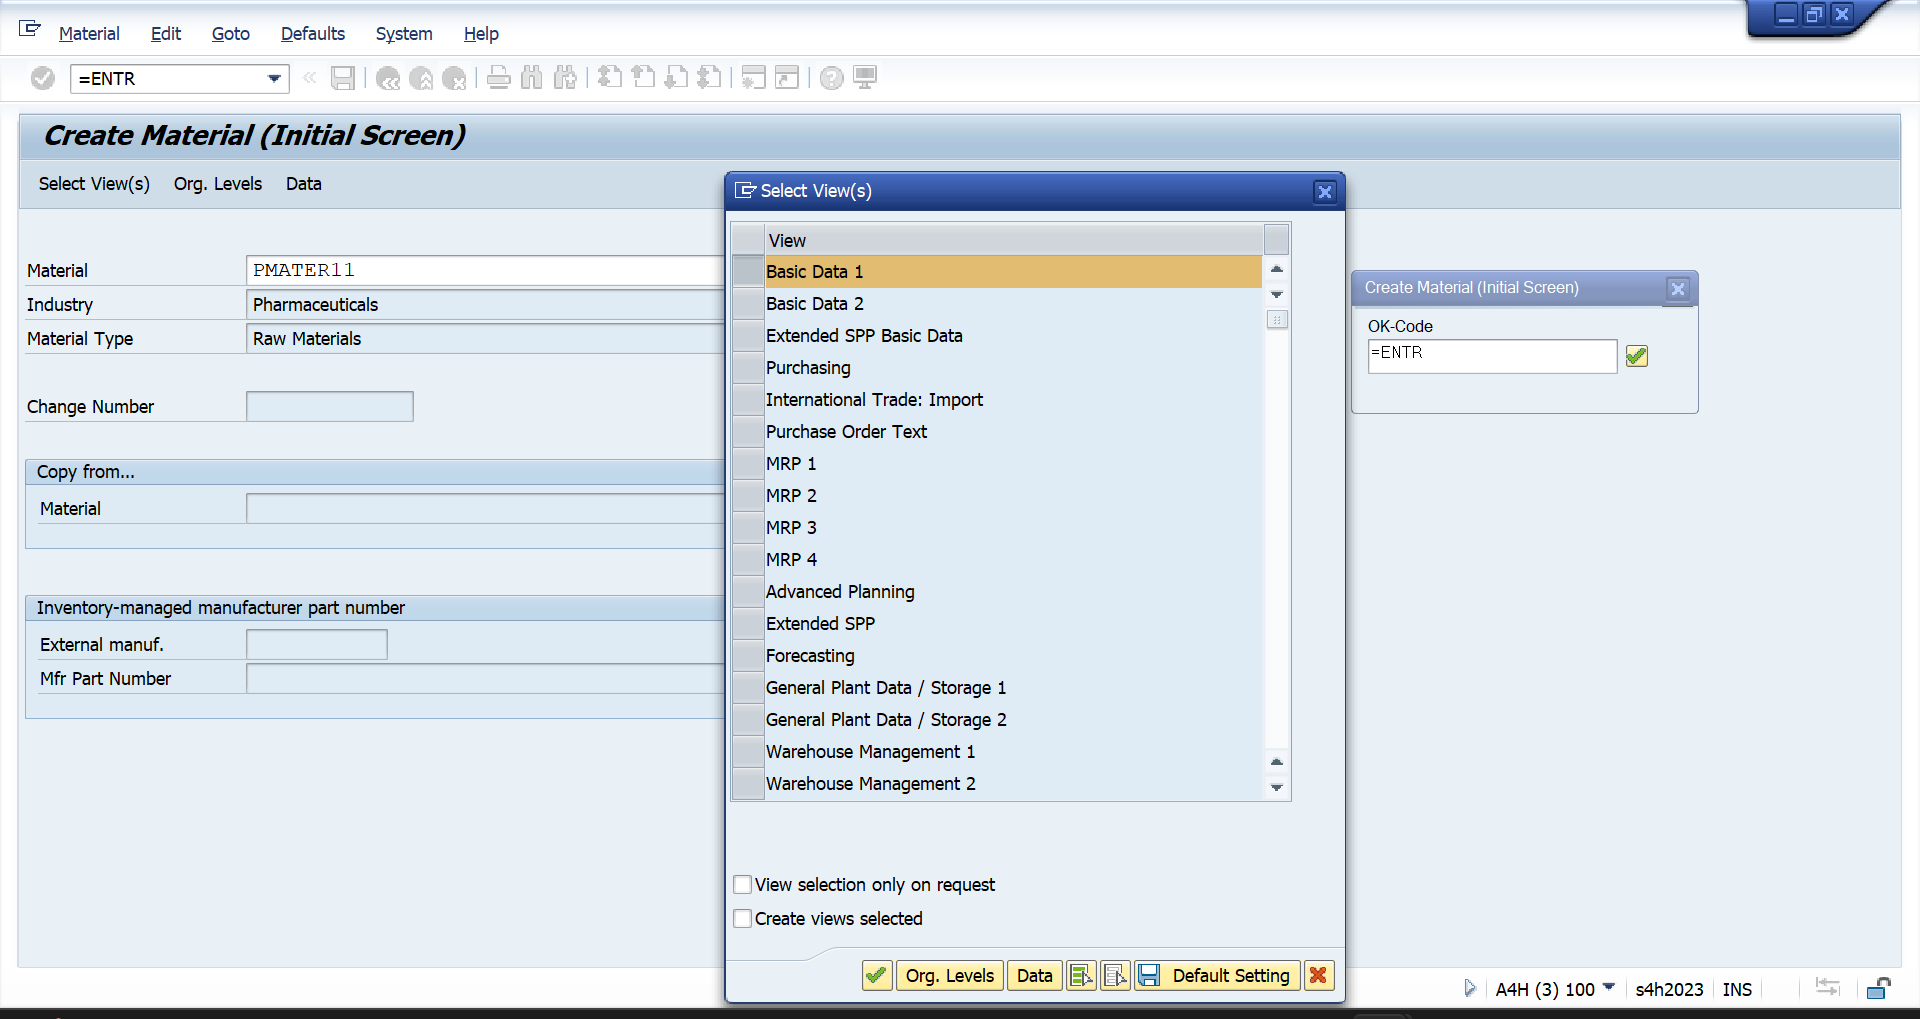 Material Edit Goto Defaults System Help
=ENTR
Create Material (Initial Screen)
Select View(s) Org. Levels Data
Material PMATER11
Industry Pharmaceuticals
Material Type Raw Materials
Change Number
Copy from...
Material
Inventory-managed manufacturer part number
External manuf.
Mfr Part Number
Select View(s)
View
Basic Data 1
Basic Data 2
Extended SPP Basic Data
Purchasing
International Trade: Import
Purchase Order Text
MRP 1
MRP 2
MRP 3
MRP 4
Advanced Planning
Extended SPP
Forecasting
General Plant Data / Storage 1
General Plant Data / Storage 2
Warehouse Management 1
Warehouse Management 2
View selection only on request
Create views selected
Org. Levels Data Default Setting
Create Material (Initial Screen)
OK-Code
=ENTR
A4H (3) 100 s4h2023 INS